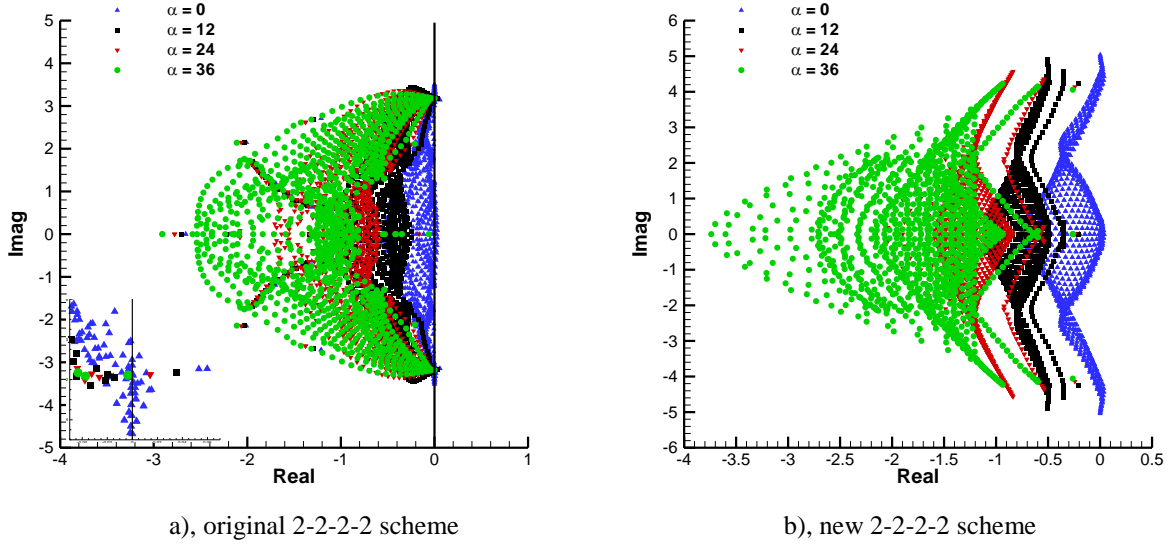 α = 0
α = 12
α = 24
α = 36
5
4
3
2
1
0
-1
-2
-3
-4
-5
Imag
-4
-3
-2
-1
0
1
Real
a), original 2-2-2-2 scheme
α = 0
α = 12
α = 24
α = 36
6
5
4
3
2
1
0
-1
-2
-3
-4
-5
-6
Imag
-4
-3.5
-3
-2.5
-2
-1.5
-1
-0.5
0
0.5
Real
b), new 2-2-2-2 scheme